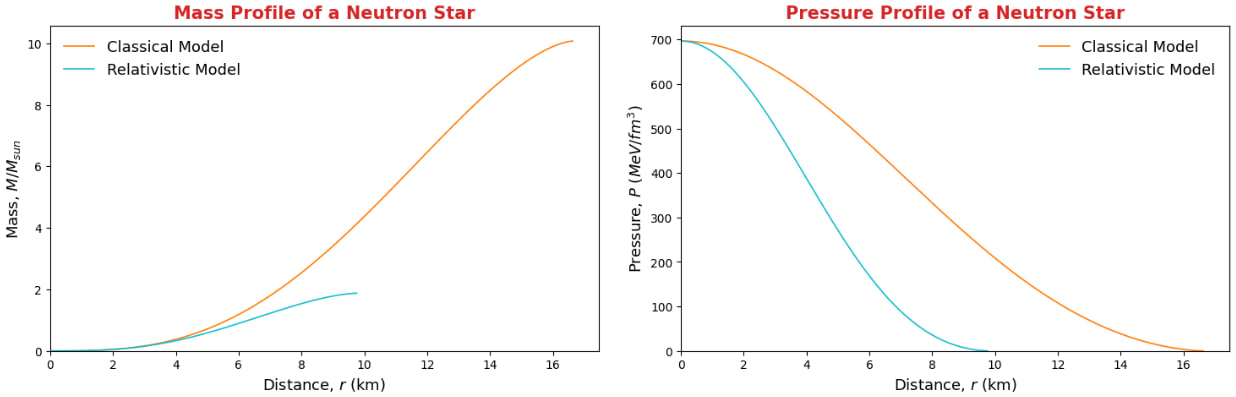 Mass Profile of a Neutron Star
10
8
6
4
2
0
Mass, M/M_sun
Classical Model
Relativistic Model
0 2 4 6 8 10 12 14 16
Distance, r (km)
Pressure Profile of a Neutron Star
700
600
500
400
300
200
100
0
Pressure, P (MeV/fm³)
Classical Model
Relativistic Model
0 2 4 6 8 10 12 14 16
Distance, r (km)